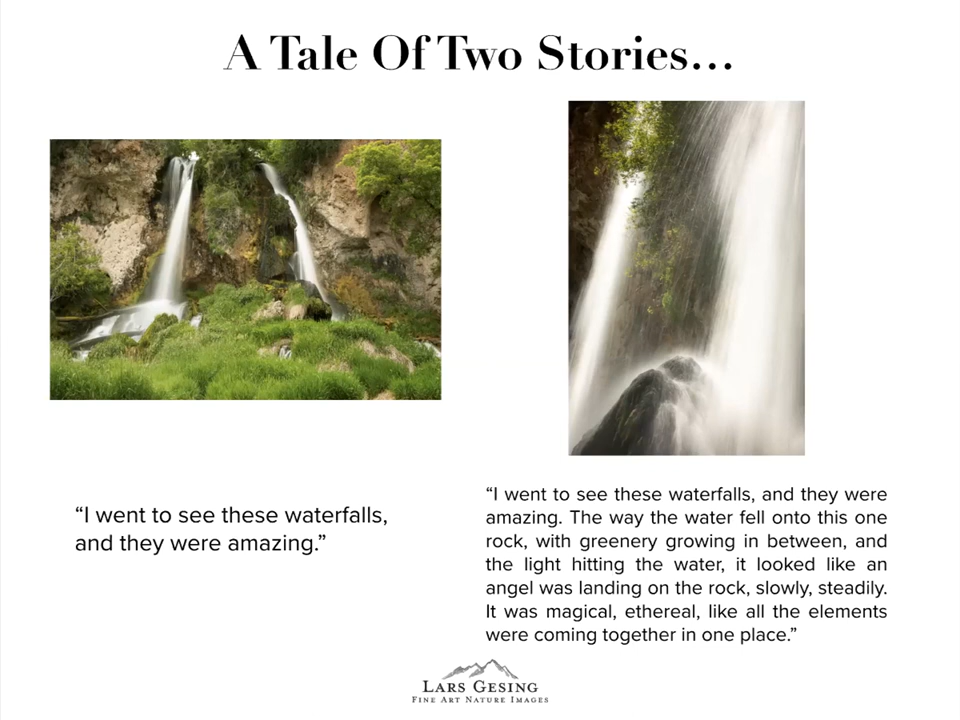 A Tale Of Two Stories...
“I went to see these waterfalls,
and they were amazing.”
“I went to see these waterfalls, and they were
amazing. The way the water fell onto this one
rock, with greenery growing in between, and
the light hitting the water, it looked like an
angel was landing on the rock, slowly, steadily.
It was magical, ethereal, like all the elements
were coming together in one place.”
LARS GESING
FINE ART NATURE IMAGES